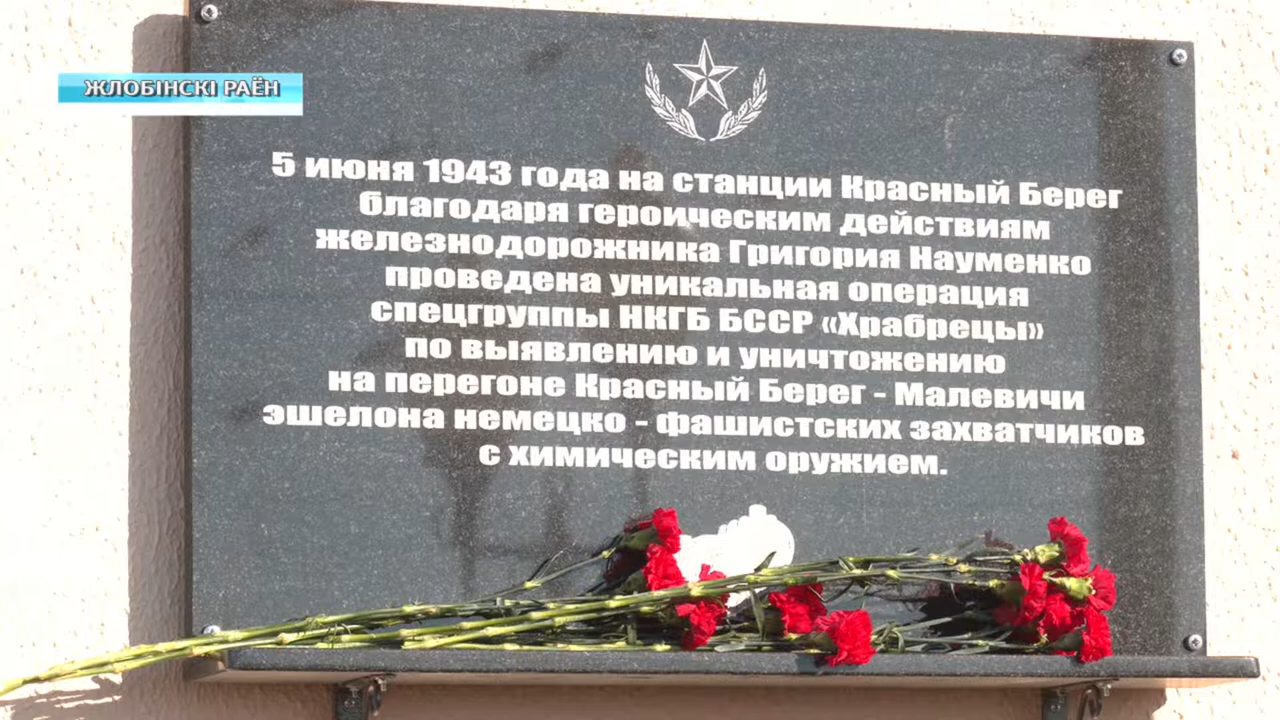 ЖЛОБІНСКІ РАЁН
5 июня 1943 года на станции Красный Берег
благодаря героическим действиям
железнодорожника Григория Науменко
проведена уникальная операция
спецгруппы НКГБ БССР «Храбрецы»
по выявлению и уничтожению
на перегоне Красный Берег - Малевичи
эшелона немецко - фашистских захватчиков
с химическим оружием.